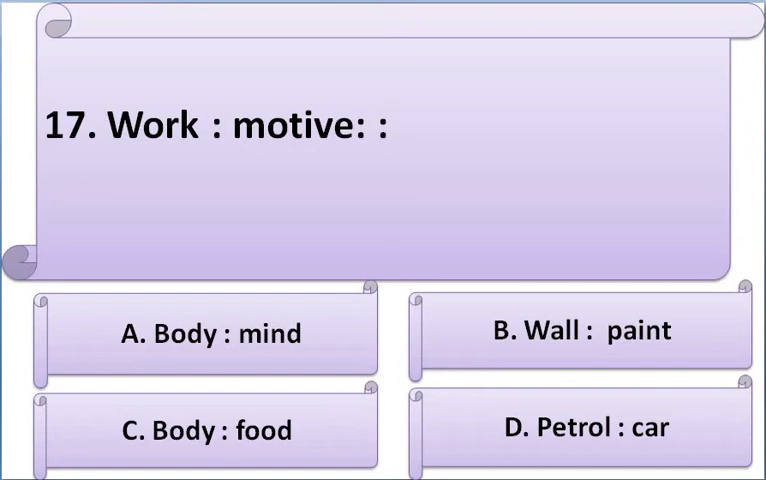 17. Work : motive: :
A. Body : mind
B. Wall : paint
C. Body : food
D. Petrol : car